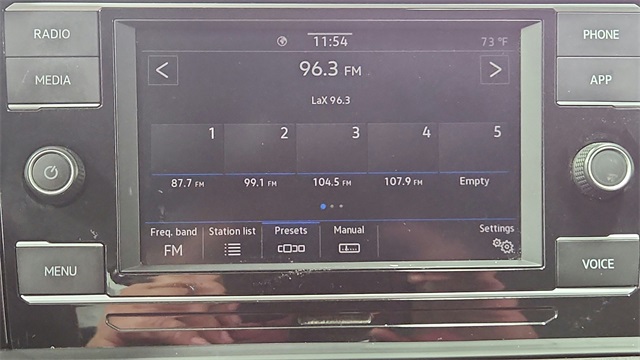 RADIO
MEDIA
MENU
11:54
73 °F
96.3 FM
LaX 96.3
1 2 3 4 5
87.7 FM 99.1 FM 104.5 FM 107.9 FM Empty
Freq. band Station list Presets Manual Settings
FM
PHONE
APP
VOICE